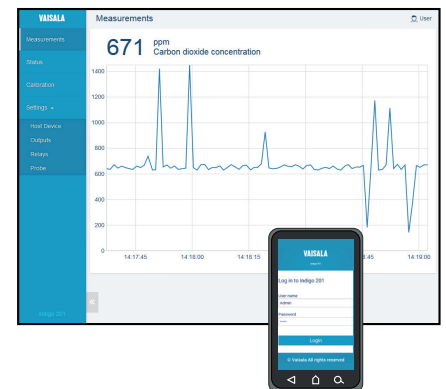 VAISALA
Measurements
User
Measurements
Status
Calibration
Settings
Host Device
Outputs
Relays
Probe
Indigo 201
671 ppm
Carbon dioxide concentration
1400
1200
1000
800
600
400
200
0
14:17:45 14:18:00 14:18:15 :45 14:19:00
VAISALA
Log in to Indigo 201
User name
Admin
Password
Login
© Vaisala All rights reserved